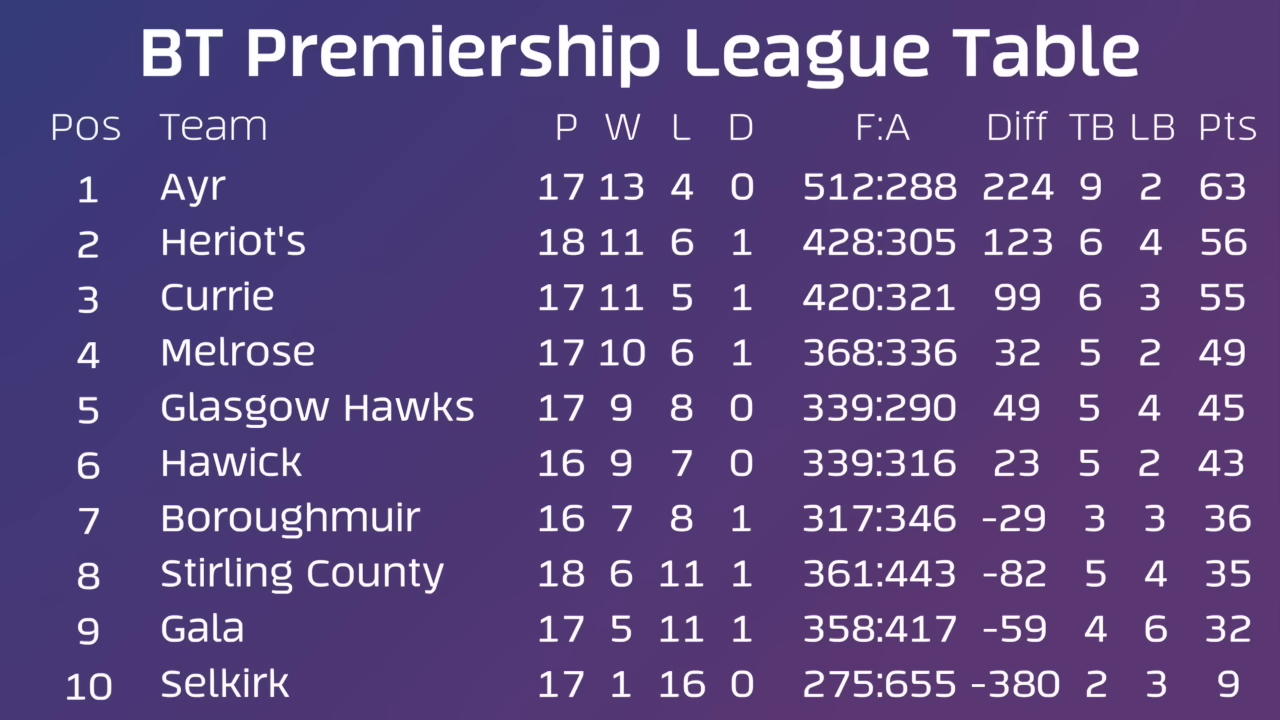 BT Premiership League Table
Pos Team P W L D F:A Diff TB LB Pts
1 Ayr 17 13 4 0 512:288 224 9 2 63
2 Heriot's 18 11 6 1 428:305 123 6 4 56
3 Currie 17 11 5 1 420:321 99 6 3 55
4 Melrose 17 10 6 1 368:336 32 5 2 49
5 Glasgow Hawks 17 9 8 0 339:290 49 5 4 45
6 Hawick 16 9 7 0 339:316 23 5 2 43
7 Boroughmuir 16 7 8 1 317:346 -29 3 3 36
8 Stirling County 18 6 11 1 361:443 -82 5 4 35
9 Gala 17 5 11 1 358:417 -59 4 6 32
10 Selkirk 17 1 16 0 275:655 -380 2 3 9